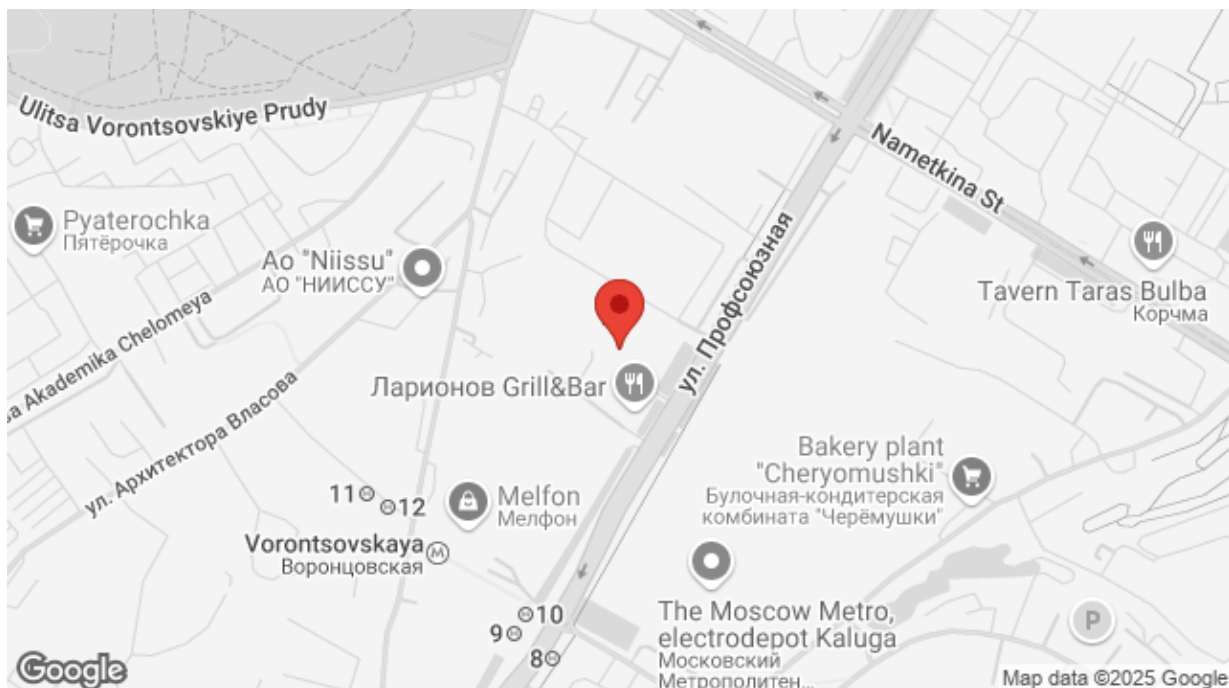 Ulitsa Vorontsovskiye Prudy
Nametkina St
Pyaterochka
Пятёрочка
Ao "Niissu"
АО "НИИССУ"
ул. Профсоюзная
Tavern Taras Bulba
Корчма
Akademika Chelomeya
Ларионов Grill&Bar
ул. Архитектора Власова
Bakery plant
"Cheryomushki"
Булочная-кондитерская
комбината "Черёмушки"
11
12
Melfon
Мелфон
Vorontsovskaya
Воронцовская
M
10
9
8
The Moscow Metro,
electrodepot Kaluga
Московский
Метрополитен...
P
Google
Map data ©2025 Google